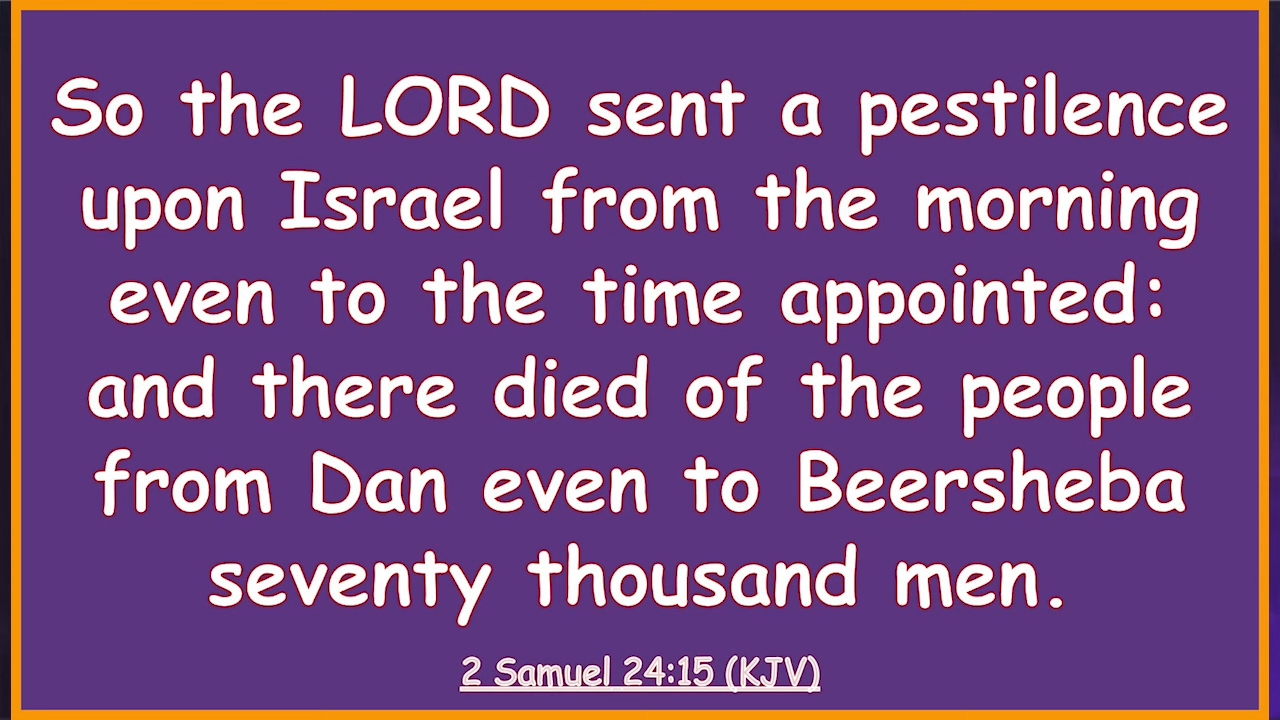 So the LORD sent a pestilence
upon Israel from the morning
even to the time appointed:
and there died of the people
from Dan even to Beersheba
seventy thousand men.
2 Samuel 24:15 (KJV)